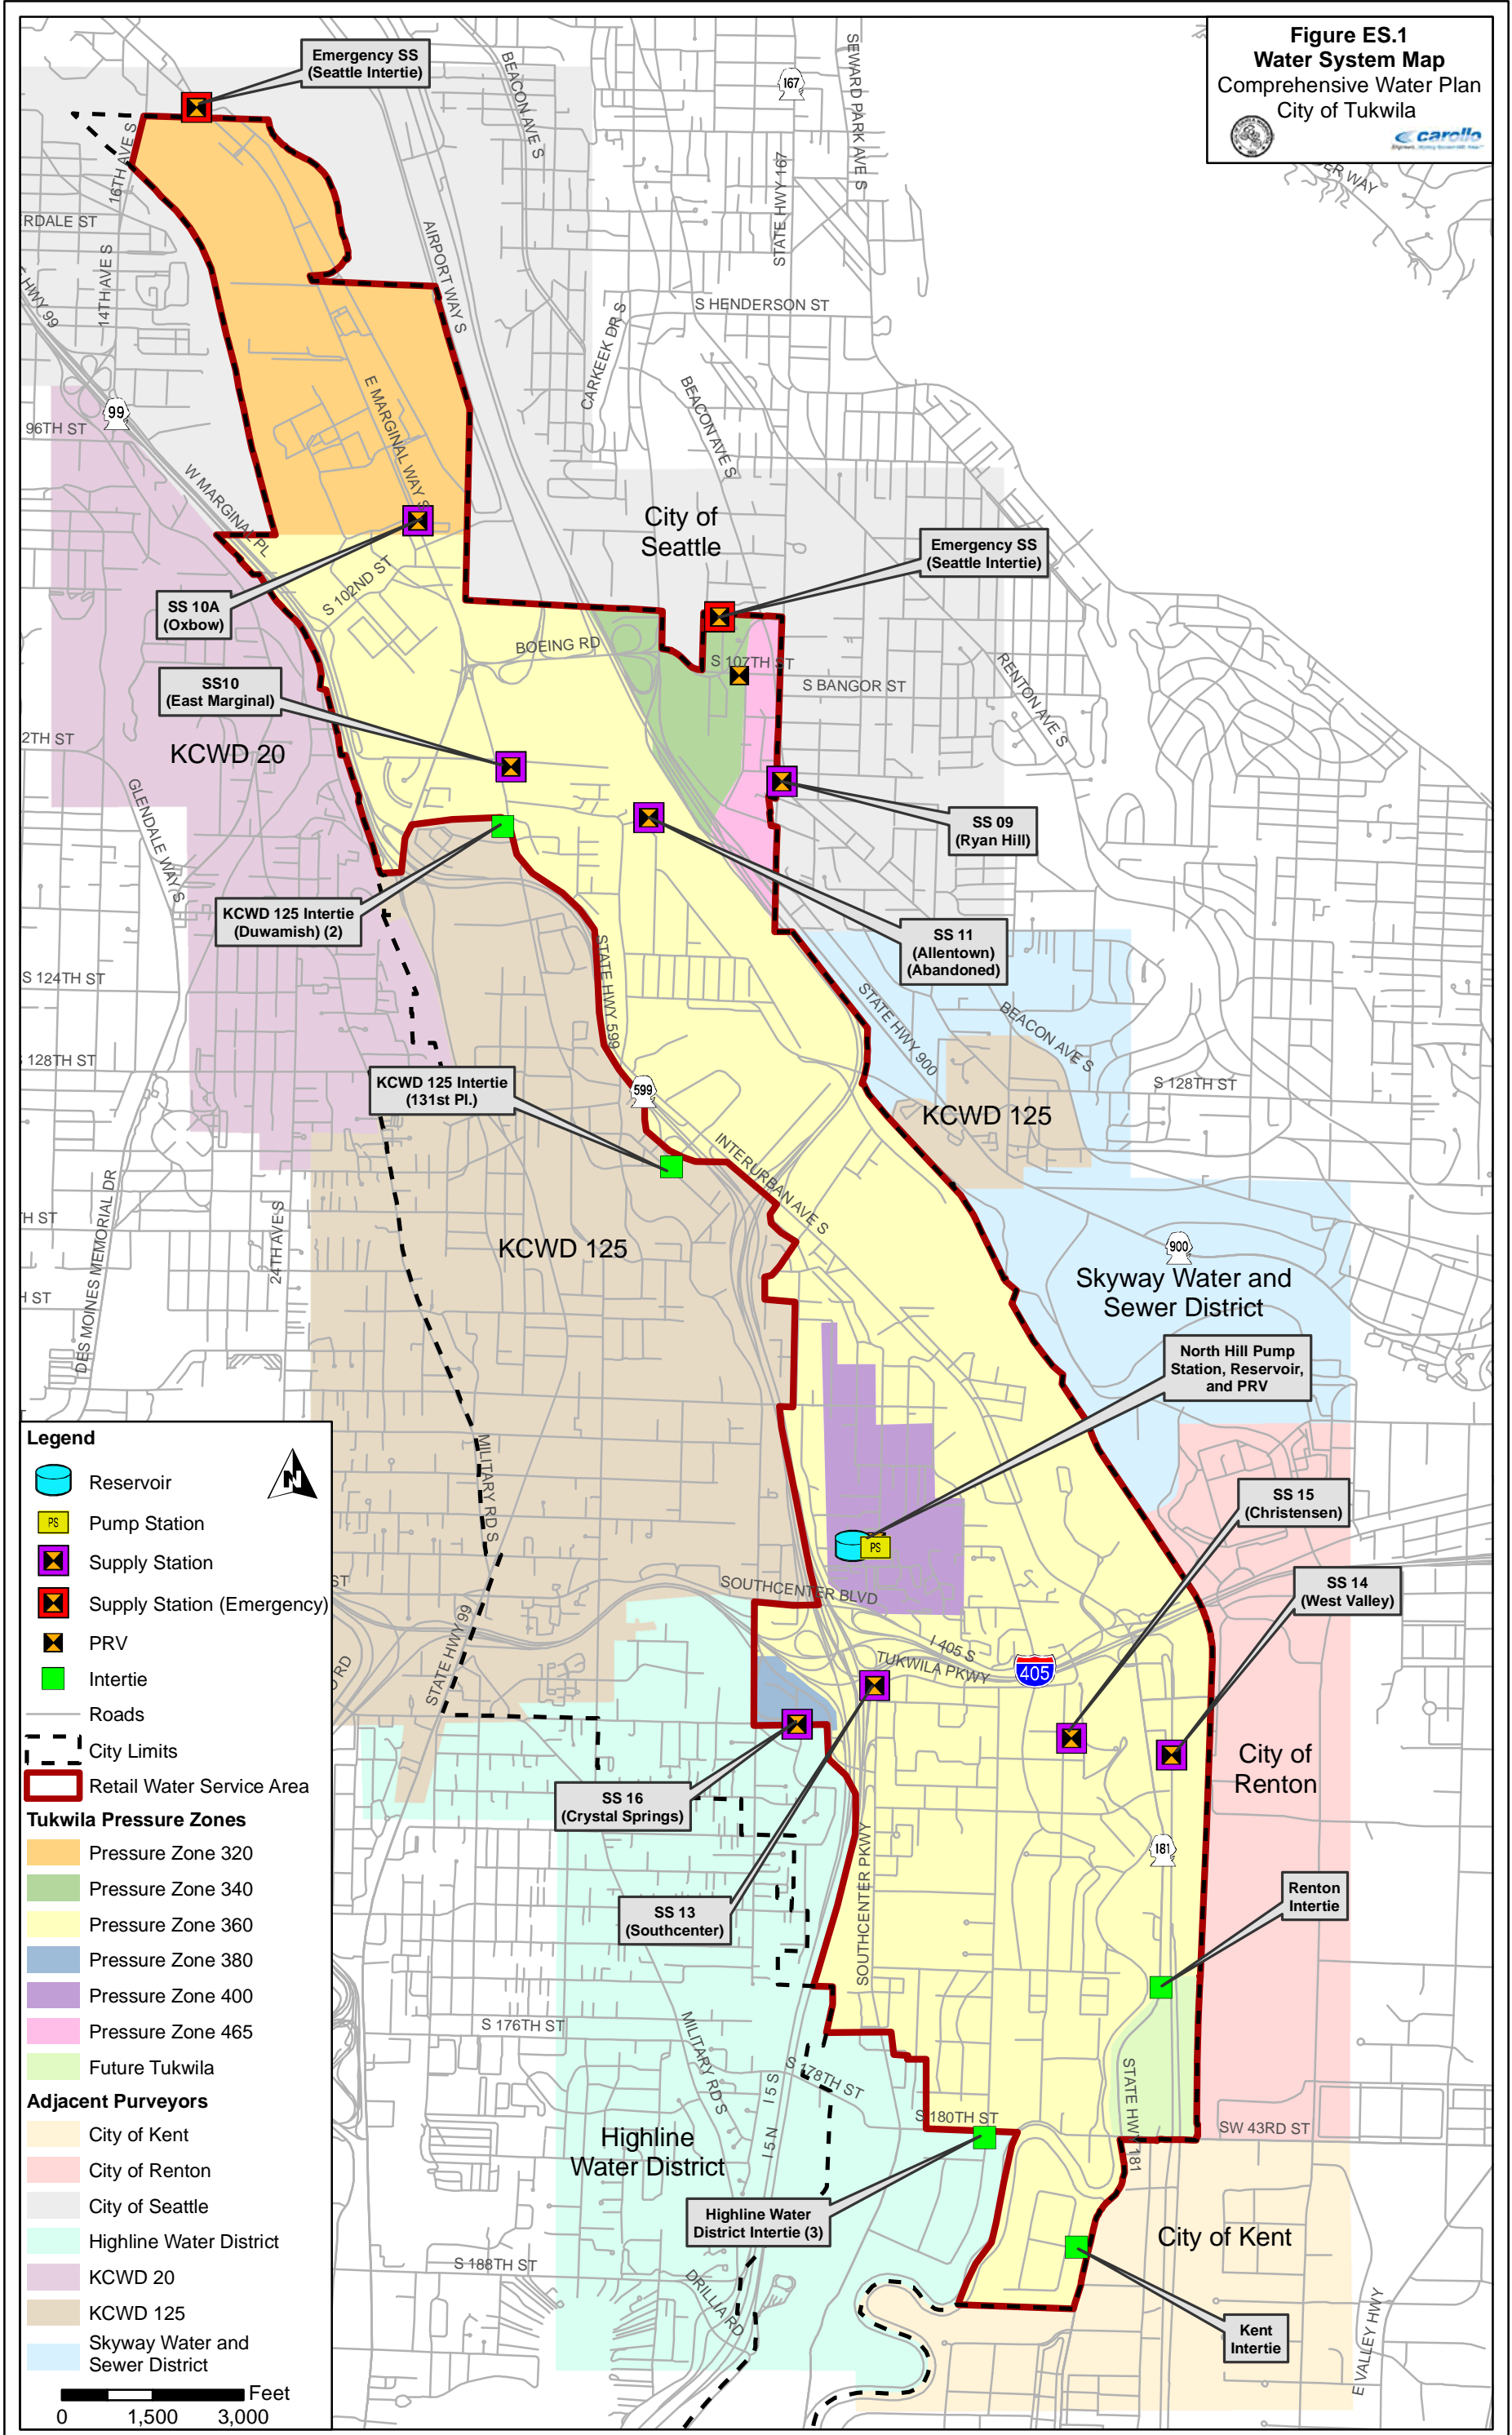 Figure ES.1
Water System Map
Comprehensive Water Plan
City of Tukwila
carollo
Emergency SS
(Seattle Intertie)
167
BEACON AVE S
SEWARD PARK AVE S
STATE HWY 167
16TH AVE S
RDALE ST
14TH AVE S
HWY 99
AIRPORT WAY S
S HENDERSON ST
CARKEEK DR S
BEACON AVE S
E MARGINAL WAY S
99
96TH ST
W MARGINAL PL
City of
Seattle
Emergency SS
(Seattle Intertie)
S 102ND ST
SS 10A
(Oxbow)
BOEING RD
S 107TH ST
S BANGOR ST
RENTON AVE S
SS10
(East Marginal)
2TH ST
KCWD 20
GLENDALE WAY S
SS 09
(Ryan Hill)
KCWD 125 Intertie
(Duwamish) (2)
SS 11
(Allentown)
(Abandoned)
STATE HWY 599
S 124TH ST
STATE HWY 900
BEACON AVE S
128TH ST
S 128TH ST
KCWD 125 Intertie
(131st Pl.)
599
KCWD 125
INTERURBAN AVE S
DES MOINES MEMORIAL DR
24TH AVE S
H ST
KCWD 125
900
Skyway Water and
Sewer District
H ST
North Hill Pump
Station, Reservoir,
and PRV
MILITARY RD S
PS
SS 15
(Christensen)
SS 14
(West Valley)
ST
SOUTHCENTER BLVD
I 405 S
TUKWILA PKWY
405
STATE HWY 99
RD
City of
Renton
SS 16
(Crystal Springs)
SOUTHCENTER PKWY
181
SS 13
(Southcenter)
Renton
Intertie
S 176TH ST
MILITARY RD S
S 178TH ST
I 5 S
I 5 N
S 180TH ST
STATE HWY 181
SW 43RD ST
Highline
Water District
Highline Water
District Intertie (3)
City of Kent
S 188TH ST
DRILLIA RD
Kent
Intertie
E VALLEY HWY
Legend
N
Reservoir
PS
Pump Station
Supply Station
Supply Station (Emergency)
PRV
Intertie
Roads
City Limits
Retail Water Service Area
Tukwila Pressure Zones
Pressure Zone 320
Pressure Zone 340
Pressure Zone 360
Pressure Zone 380
Pressure Zone 400
Pressure Zone 465
Future Tukwila
Adjacent Purveyors
City of Kent
City of Renton
City of Seattle
Highline Water District
KCWD 20
KCWD 125
Skyway Water and
Sewer District
Feet
0 1,500 3,000